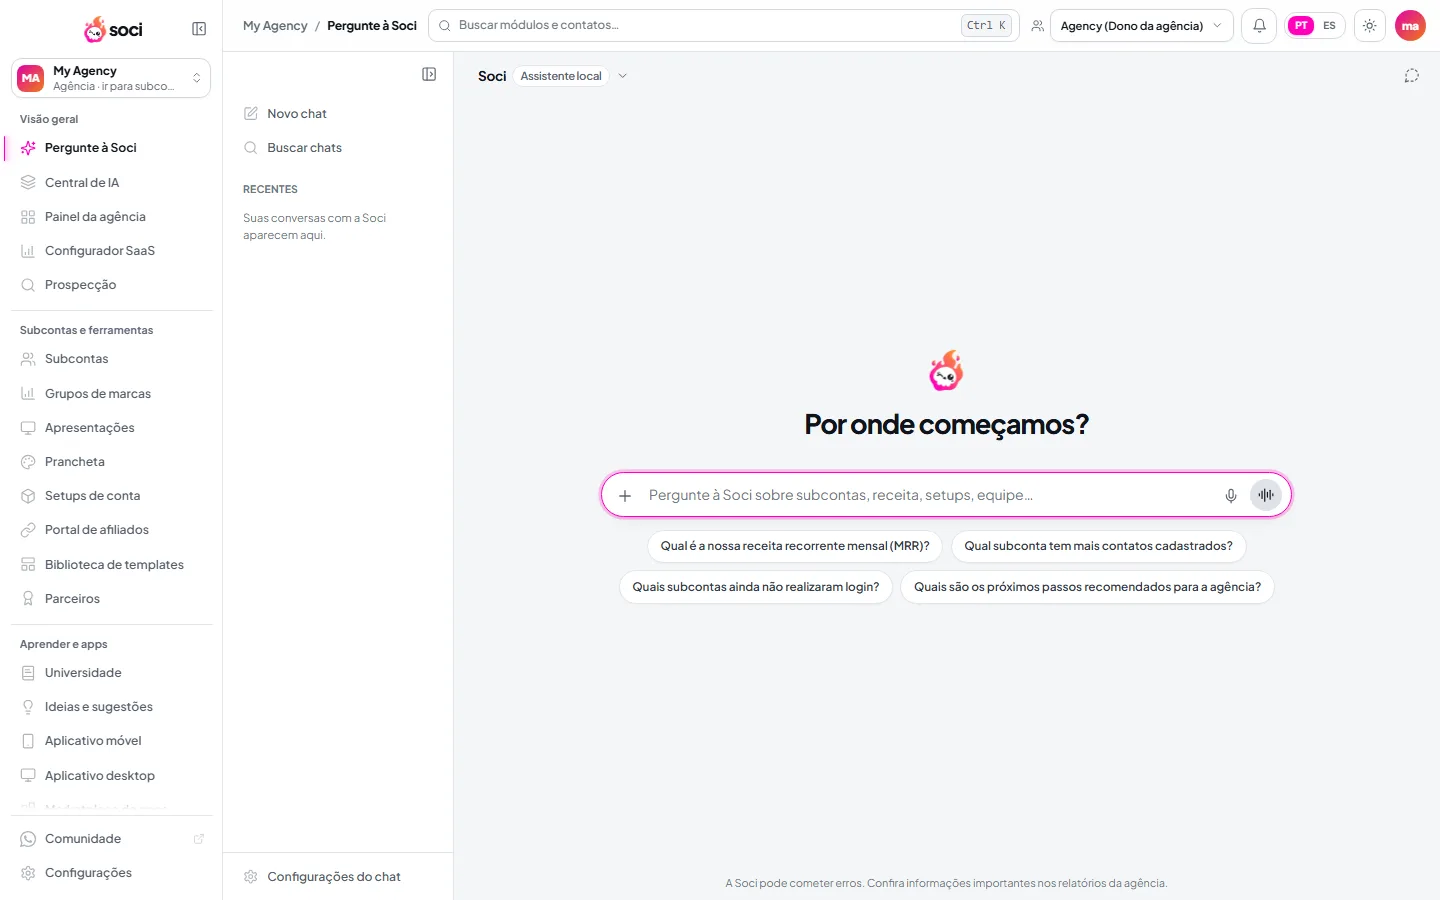 soci
MA
My Agency
Agência · ir para subco...
Visão geral
Pergunte à Soci
Central de IA
Painel da agência
Configurador SaaS
Prospecção
Subcontas e ferramentas
Subcontas
Grupos de marcas
Apresentações
Prancheta
Setups de conta
Portal de afiliados
Biblioteca de templates
Parceiros
Aprender e apps
Universidade
Ideias e sugestões
Aplicativo móvel
Aplicativo desktop
Comunidade
Configurações
My Agency / Pergunte à Soci
Buscar módulos e contatos...
Ctrl K
Agency (Dono da agência)
PT
ES
ma
Novo chat
Buscar chats
RECENTES
Suas conversas com a Soci
aparecem aqui.
Configurações do chat
Soci
Assistente local
Por onde começamos?
Pergunte à Soci sobre subcontas, receita, setups, equipe...
Qual é a nossa receita recorrente mensal (MRR)?
Qual subconta tem mais contatos cadastrados?
Quais subcontas ainda não realizaram login?
Quais são os próximos passos recomendados para a agência?
A Soci pode cometer erros. Confira informações importantes nos relatórios da agência.